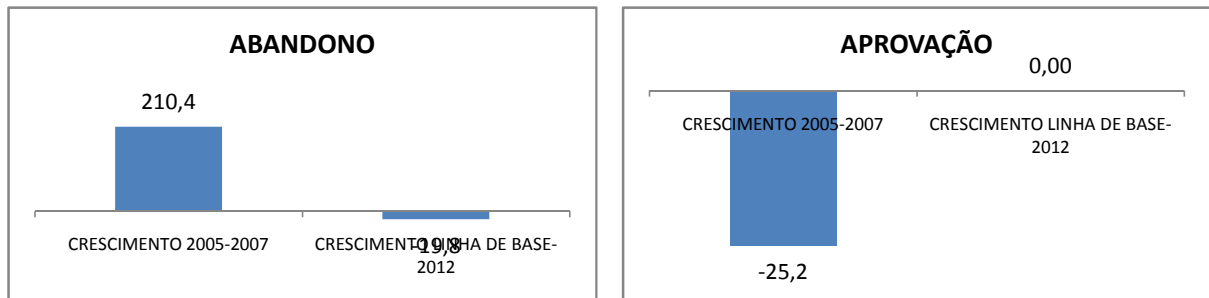 ABANDONO
210,4
CRESCIMENTO 2005-2007
CRESCIMENTO LINHA DE BASE-
2012
-19,8
APROVAÇÃO
0,00
CRESCIMENTO 2005-2007
CRESCIMENTO LINHA DE BASE-
2012
-25,2